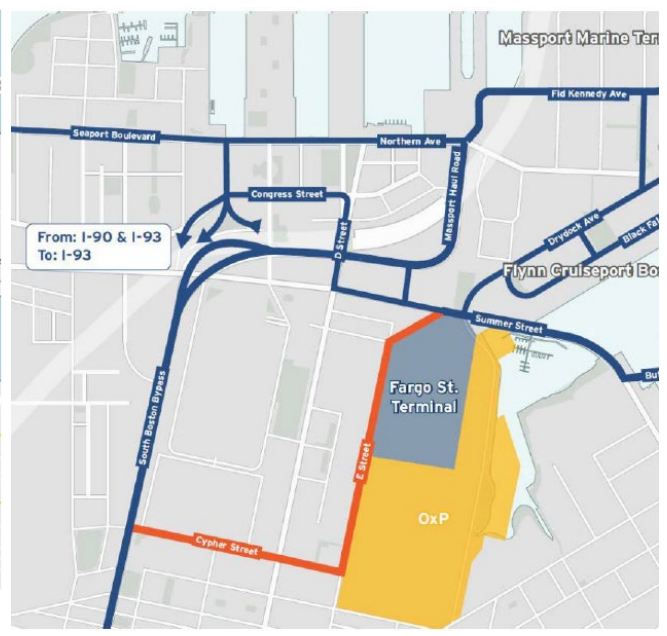 Massport Marine Ter
Fid Kennedy Ave
Seaport Boulevard
Northern Ave
Massport Haul Road
Congress Street
From: I-90 & I-93
To: I-93
D Street
Drydock Ave
Black Fal
Flynn Cruiseport Bo
Summer Street
But
Fargo St.
Terminal
South Boston Bypass
E Street
OxP
Cypher Street